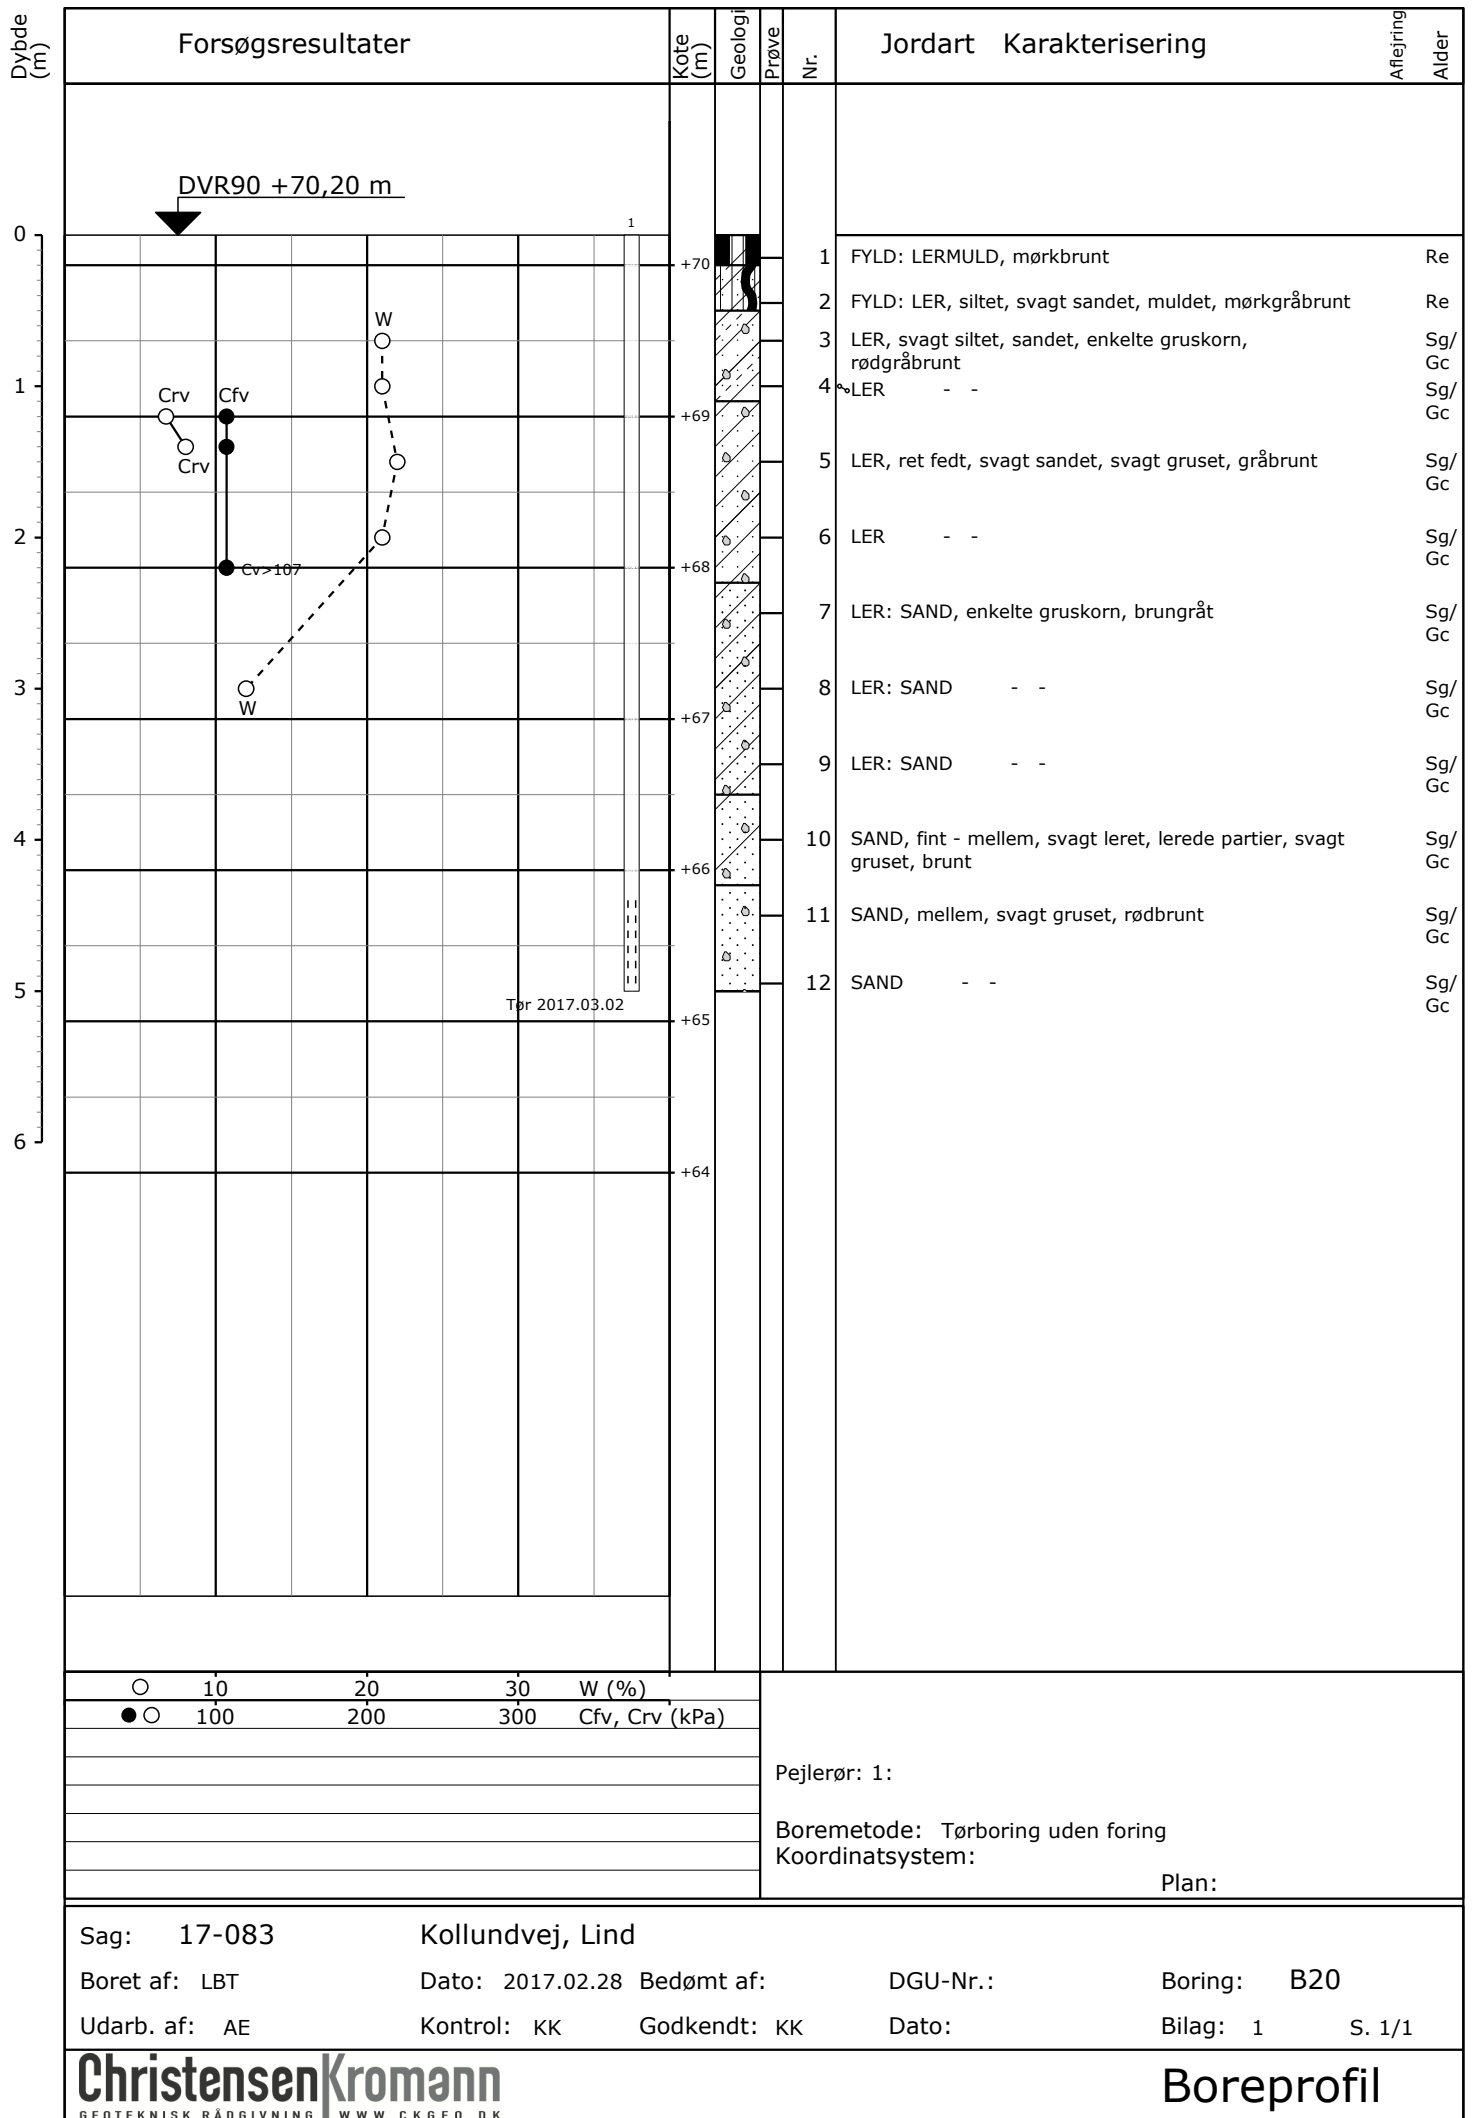 Dybde (m)
Forsøgsresultater
Kote (m)
Geologi
Prøve
Nr.
Jordart Karakterisering
Aflejring
Alder
DVR90 +70,20 m
1
0
+70
1 FYLD: LERMULD, mørkbrunt Re
2 FYLD: LER, siltet, svagt sandet, muldet, mørkgråbrunt Re
W
3 LER, svagt siltet, sandet, enkelte gruskorn, Sg/
rødgråbrunt Gc
1
4 LER - - Sg/
Gc
Crv Cfv
+69
Crv
5 LER, ret fedt, svagt sandet, svagt gruset, gråbrunt Sg/
Gc
2
6 LER - - Sg/
Gc
Cv>107
+68
7 LER: SAND, enkelte gruskorn, brungråt Sg/
Gc
3
8 LER: SAND - - Sg/
Gc
W
+67
9 LER: SAND - - Sg/
Gc
4
10 SAND, fint - mellem, svagt leret, lerede partier, svagt Sg/
gruset, brunt Gc
+66
11 SAND, mellem, svagt gruset, rødbrunt Sg/
Gc
5
12 SAND - - Sg/
Gc
Tør 2017.03.02
+65
6
+64
10 20 30 W (%)
100 200 300 Cfv, Crv (kPa)
Pejlerør: 1:
Boremetode: Tørboring uden foring
Koordinatsystem:
Plan:
Sag: 17-083 Kollundvej, Lind
Boret af: LBT Dato: 2017.02.28 Bedømt af: DGU-Nr.: Boring: B20
Udarb. af: AE Kontrol: KK Godkendt: KK Dato: Bilag: 1 S. 1/1
ChristensenKromann
GEOTEKNISK RÅDGIVNING WWW.CKGEO.DK
Boreprofil